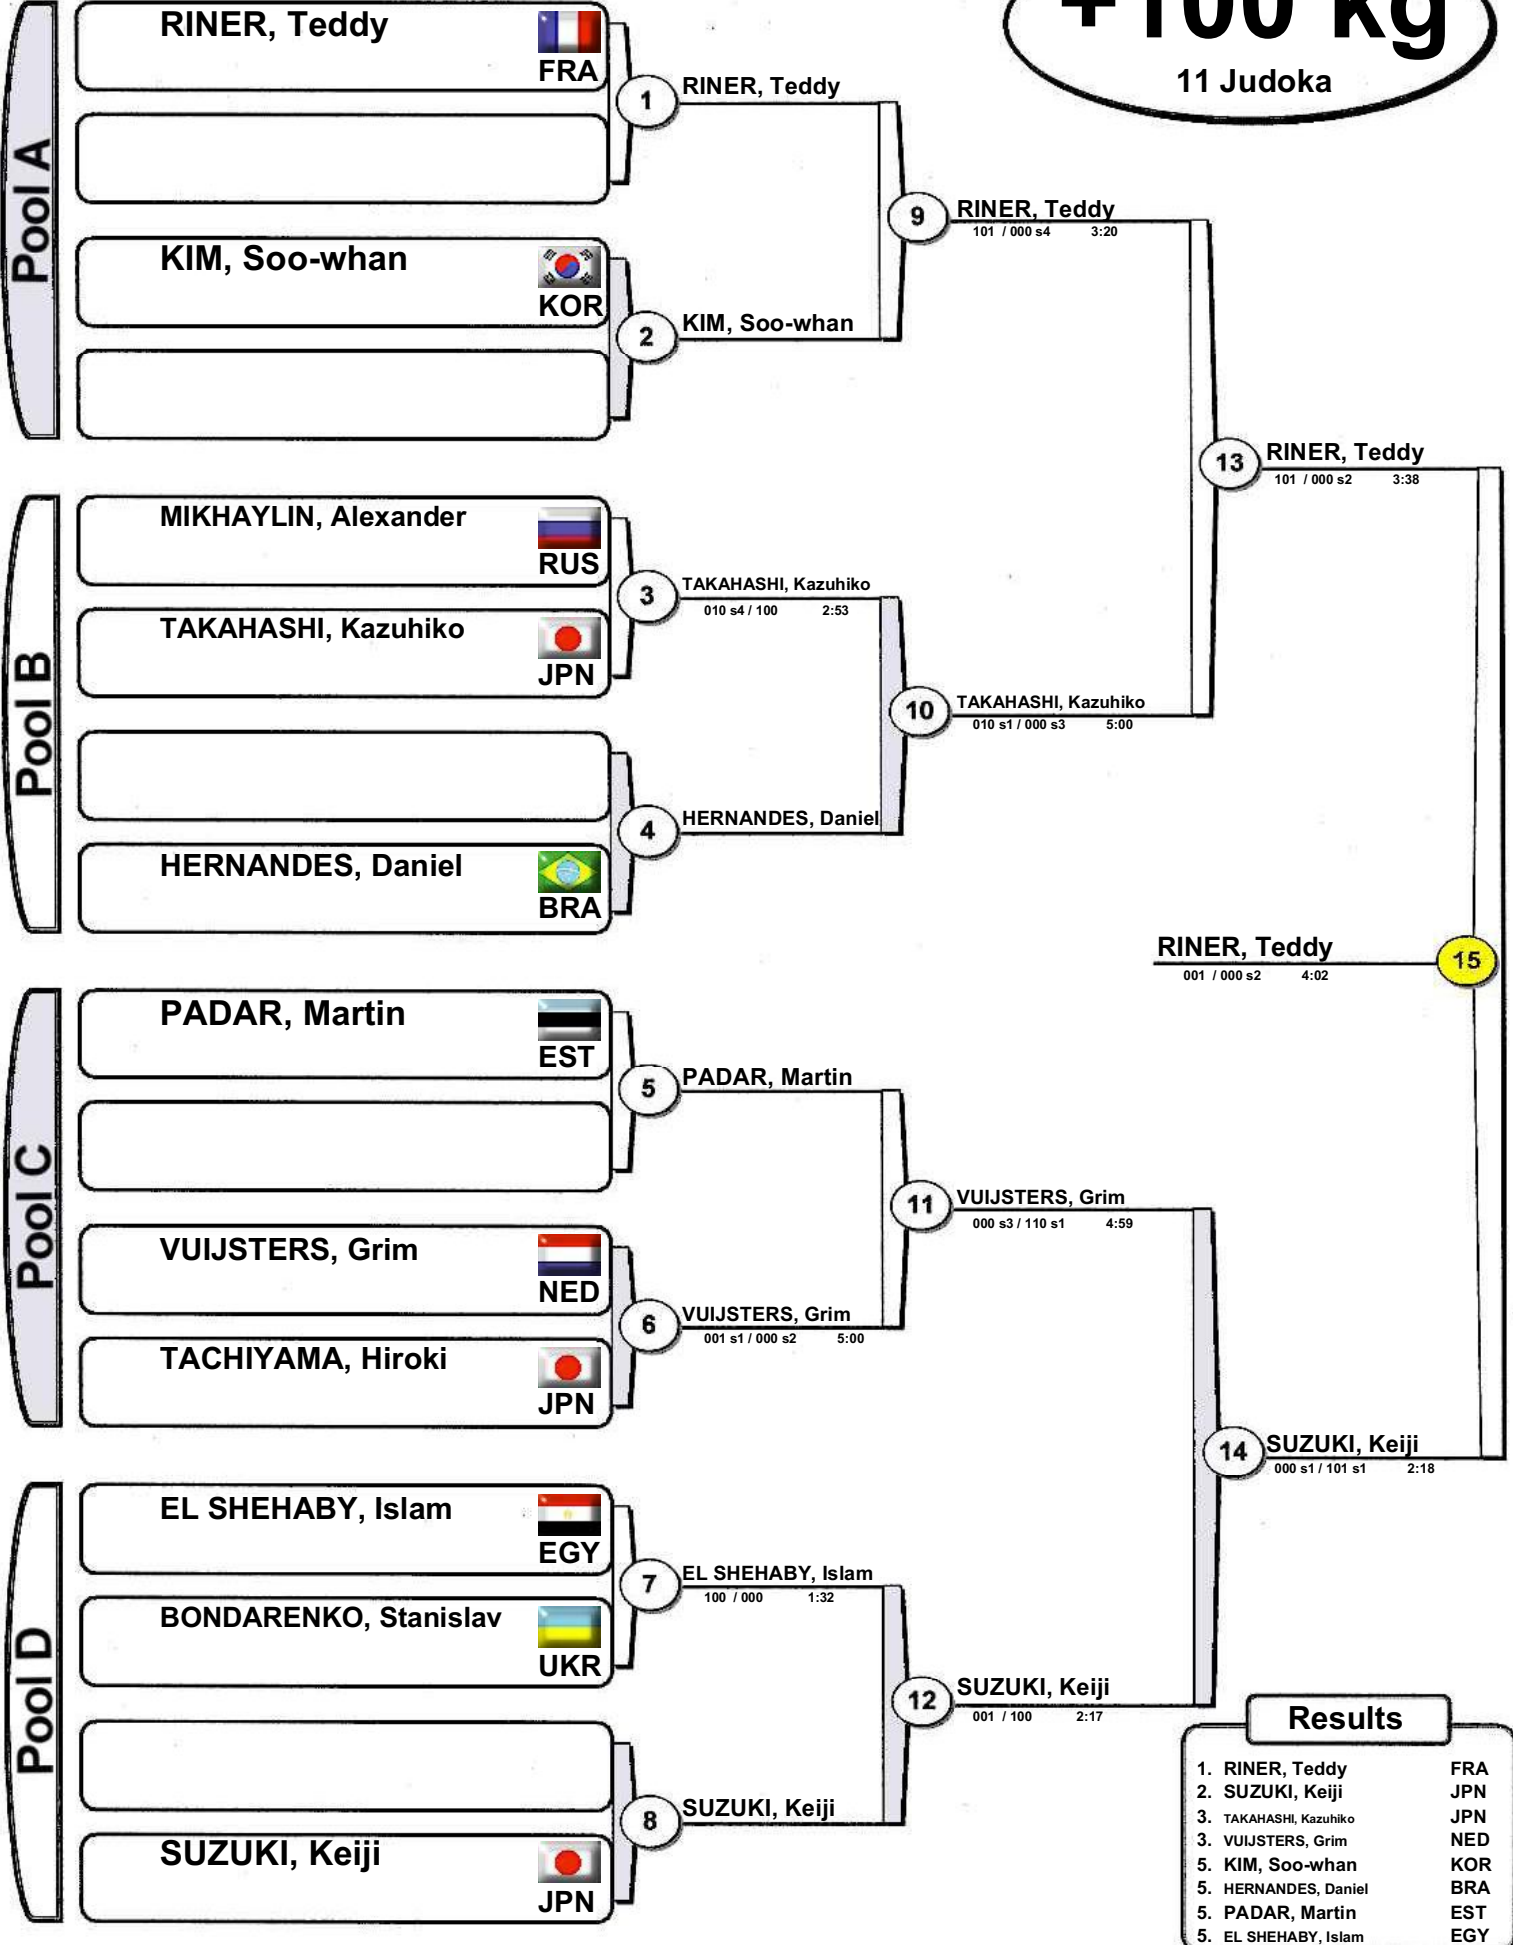 +100 kg
11 Judoka
Pool A
RINER, Teddy
FRA
1
RINER, Teddy
KIM, Soo-whan
KOR
2
KIM, Soo-whan
9
RINER, Teddy
101 / 000 s4 3:20
Pool B
MIKHAYLIN, Alexander
RUS
TAKAHASHI, Kazuhiko
JPN
3
TAKAHASHI, Kazuhiko
010 s4 / 100 2:53
HERNANDES, Daniel
BRA
4
HERNANDES, Daniel
10
TAKAHASHI, Kazuhiko
010 s1 / 000 s3 5:00
13
RINER, Teddy
101 / 000 s2 3:38
RINER, Teddy
001 / 000 s2 4:02
15
Pool C
PADAR, Martin
EST
5
PADAR, Martin
VUIJSTERS, Grim
NED
TACHIYAMA, Hiroki
JPN
6
VUIJSTERS, Grim
001 s1 / 000 s2 5:00
11
VUIJSTERS, Grim
000 s3 / 110 s1 4:59
Pool D
EL SHEHABY, Islam
EGY
BONDARENKO, Stanislav
UKR
7
EL SHEHABY, Islam
100 / 000 1:32
SUZUKI, Keiji
JPN
8
SUZUKI, Keiji
12
SUZUKI, Keiji
001 / 100 2:17
14
SUZUKI, Keiji
000 s1 / 101 s1 2:18
Results
1. RINER, Teddy FRA
2. SUZUKI, Keiji JPN
3. TAKAHASHI, Kazuhiko JPN
3. VUIJSTERS, Grim NED
5. KIM, Soo-whan KOR
5. HERNANDES, Daniel BRA
5. PADAR, Martin EST
5. EL SHEHABY, Islam EGY